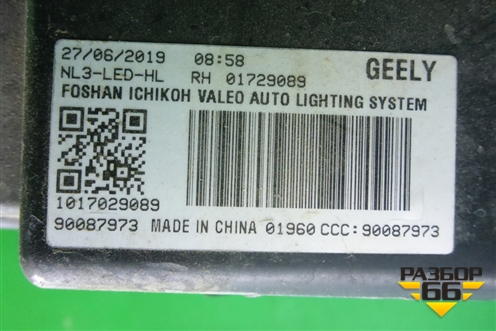 27/06/2019 08:58 GEELY
NL3-LED-HL RH 01729089
FOSHAN ICHIKOH VALEO AUTO LIGHTING SYSTEM
1017029089
90087973 MADE IN CHINA 01960 CCC:90087973
РАЗБОР
66